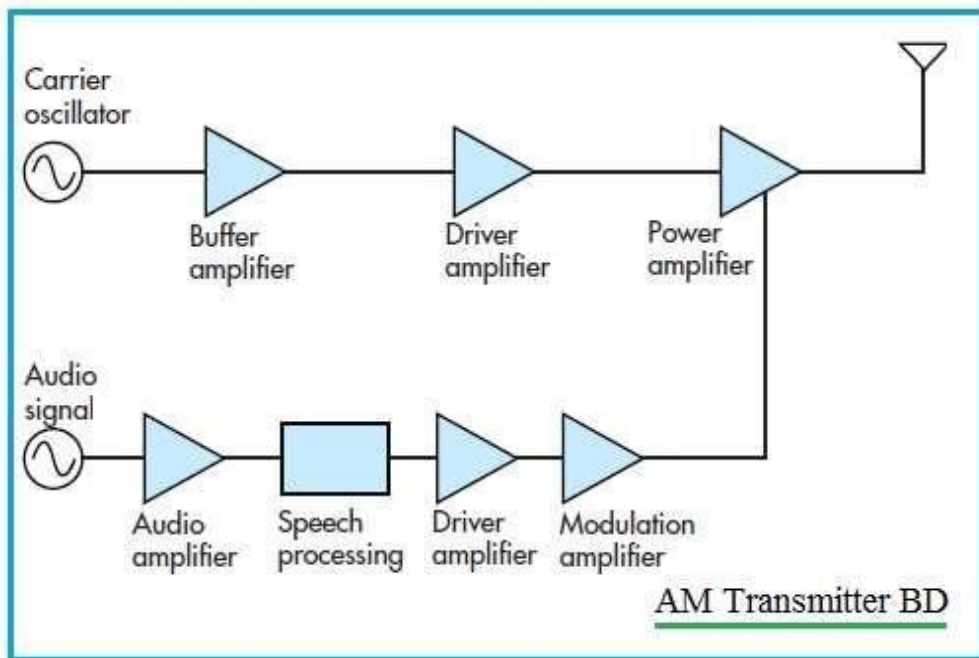 Carrier
oscillator
Buffer
amplifier
Driver
amplifier
Power
amplifier
Audio
signal
Audio
amplifier
Speech
processing
Driver
amplifier
Modulation
amplifier
AM Transmitter BD